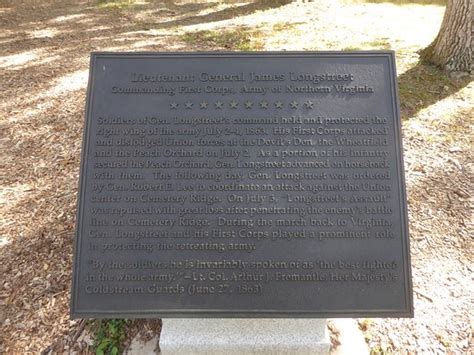 Lieutenant General James Longstreet
Commanding First Corps, Army of Northern Virginia
Soldiers of Gen. Longstreet's command held and protected the
right wing of the army July 2-4, 1863. His First Corps attacked
and dislodged Union forces at the Devil's Den, the Wheatfield
and the Peach Orchard on July 2. As a portion of his infantry
the Peach Orchard, Gen. Longstreet advanced on horseback
with them. The following day, Gen. Longstreet was ordered
by Gen. Robert E. Lee to coordinate an attack against the Union
center on Cemetery Ridge. On July 3, "Longstreet's Assault"
was repulsed with great loss after penetrating the enemy's battle
line on Cemetery Ridge. During the march back to Virginia,
Gen. Longstreet and his First Corps played a prominent role
in protecting the retreating army.
"By the soldiers he is invariably spoken of as 'the best fighter
in the whole army.'" – Lt. Col. Arthur J. Fremantle, Her Majesty's
Coldstream Guards (June 27, 1863)